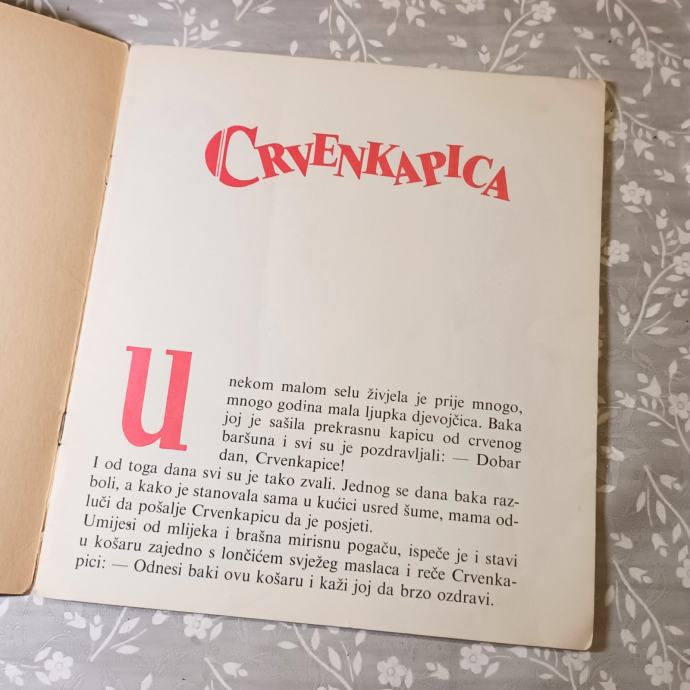 CRVENKAPICA
U nekom malom selu živjela je prije mnogo,
mnogo godina mala ljupka djevojčica. Baka
joj je sašila prekrasnu kapicu od crvenog
baršuna i svi su je pozdravljali: — Dobar
dan, Crvenkapice!
I od toga dana svi su je tako zvali. Jednog se dana baka raz-
boli, a kako je stanovala sama u kućici usred šume, mama od-
luči da pošalje Crvenkapicu da je posjeti.
Umijesi od mlijeka i brašna mirisnu pogaču, ispeče je i stavi
u košaru zajedno s lončićem svježeg maslaca i reče Crvenka-
pici: — Odnesi baki ovu košaru i kaži joj da brzo ozdravi.